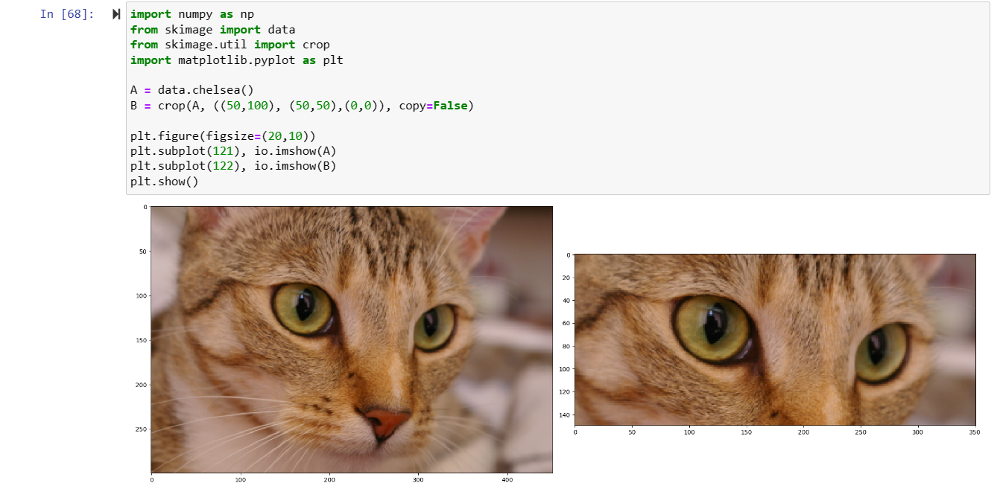 In [68]:
import numpy as np
from skimage import data
from skimage.util import crop
import matplotlib.pyplot as plt
A = data.chelsea()
B = crop(A, ((50,100), (50,50),(0,0)), copy=False)
plt.figure(figsize=(20,10))
plt.subplot(121), io.imshow(A)
plt.subplot(122), io.imshow(B)
plt.show()
0
50
100
150
200
250
0 100 200 300 400
0
20
40
60
80
100
120
140
0 50 100 150 200 250 300 350